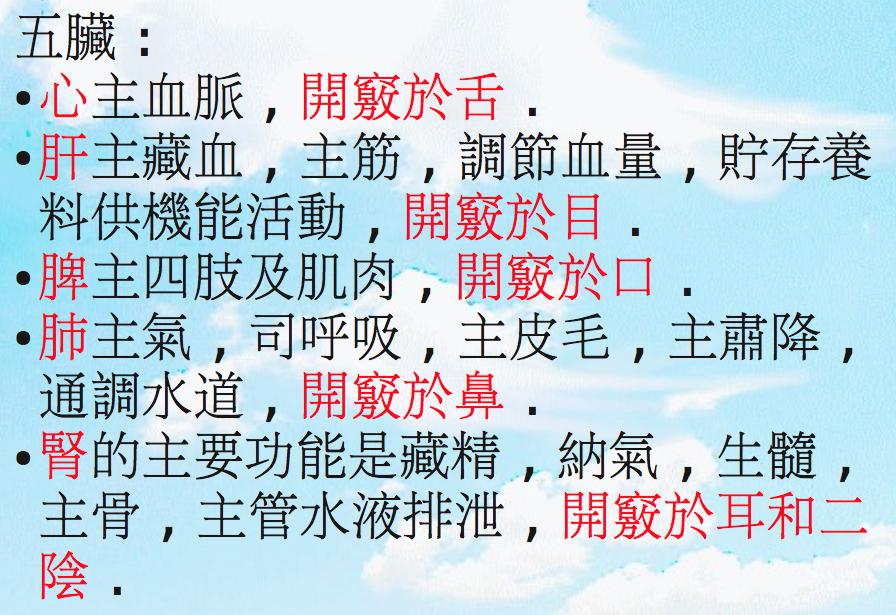 五臟：
•心主血脈，開竅於舌．
•肝主藏血，主筋，調節血量，貯存養
料供機能活動，開竅於目．
•脾主四肢及肌肉，開竅於口．
•肺主氣，司呼吸，主皮毛，主肅降，
通調水道，開竅於鼻．
•腎的主要功能是藏精，納氣，生髓，
主骨，主管水液排泄，開竅於耳和二
陰．